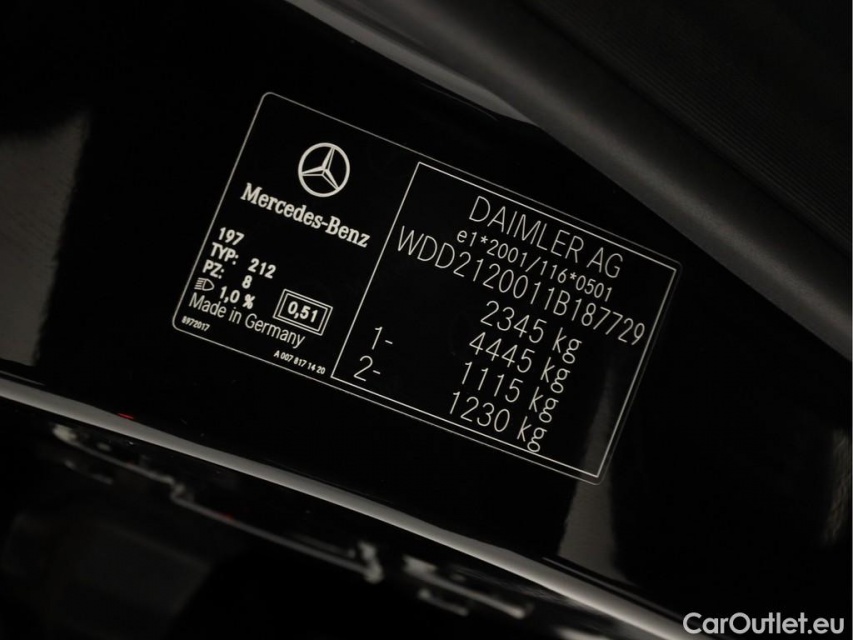 Mercedes-Benz
197
TYP: 212
PZ: 8
1,0 %
0,51
Made in Germany
5972017
A 007 817 14 20
DAIMLER AG
e1*2001/116*0501
WDD2120011B187729
2345 kg
4445 kg
1- 1115 kg
2- 1230 kg
CarOutlet.eu